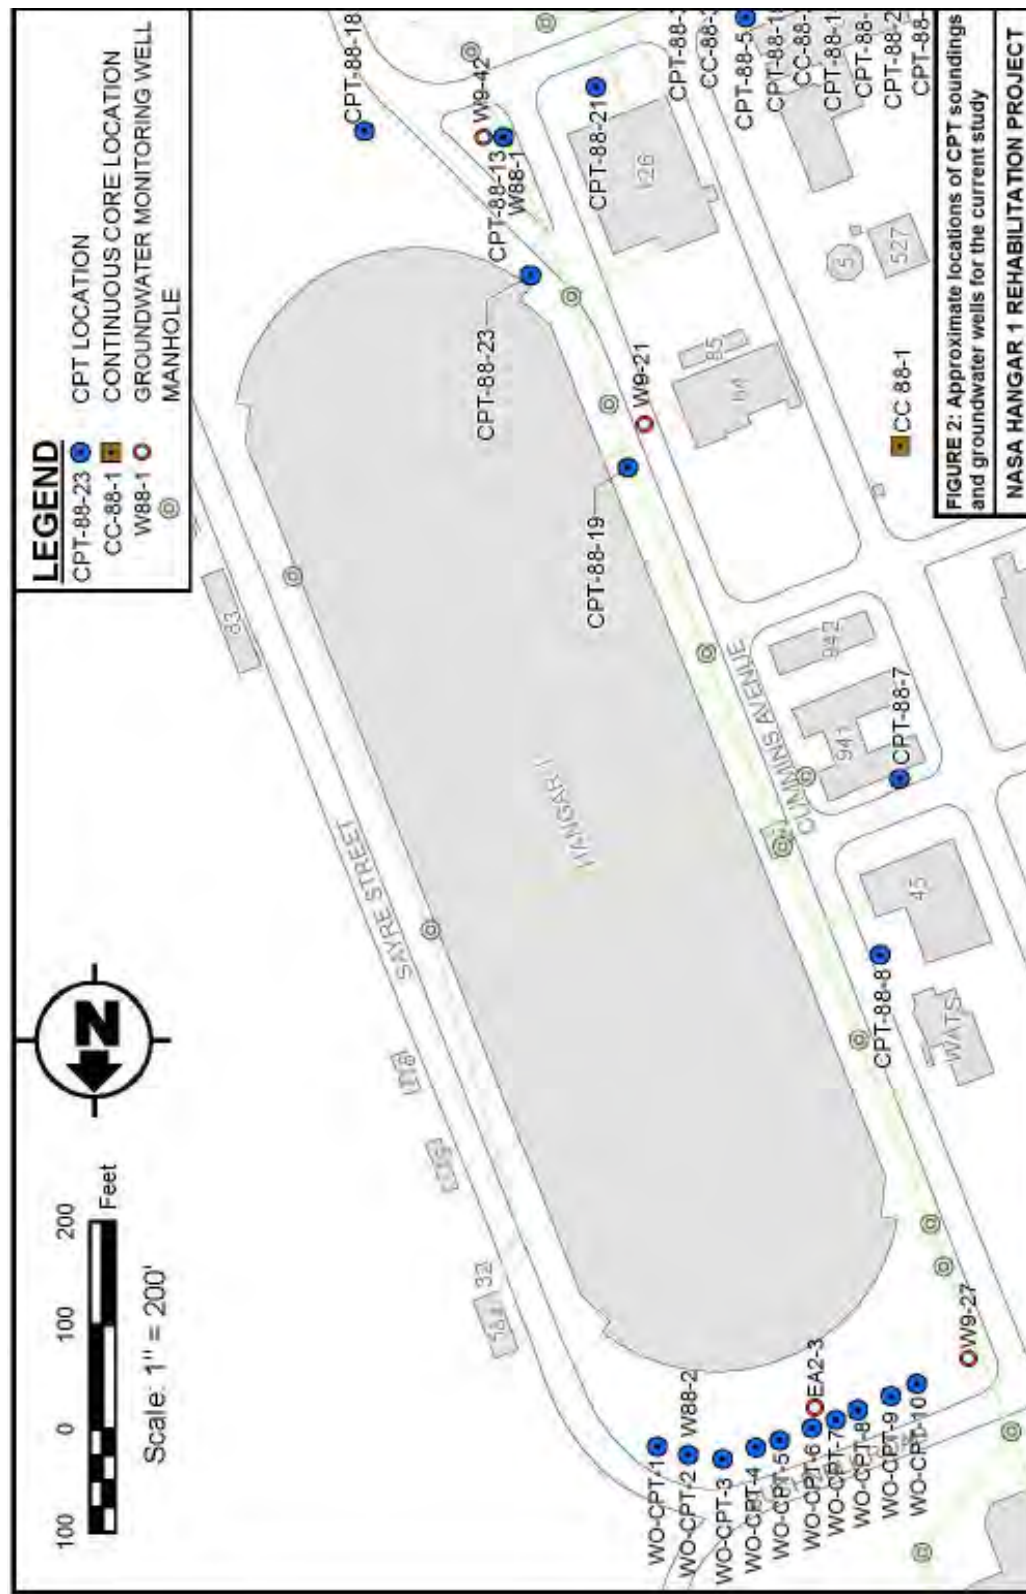 LEGEND
CPT-88-23 CPT LOCATION
CC-88-1 CONTINUOUS CORE LOCATION
W88-1 GROUNDWATER MONITORING WELL
MANHOLE
N
100 0 100 200
Feet
Scale: 1" = 200'
SAYRE STREET
HANGAR 1
CUMMINS AVENUE
83
32
CPT-88-18
W9-42
CPT-88-13
W88-1
CPT-88-21
126
CPT-88-23
W9-21
85
CPT-88-19
5
527
CC 88-1
942
941
CPT-88-7
45
CPT-88-8
WATS
CPT-88-5
WO-CPT-1
WO-CPT-2 W88-2
WO-CPT-3
WO-CPT-4
WO-CPT-5
WO-CPT-6 EA2-3
WO-CPT-7
WO-CPT-8
WO-CPT-9
WO-CPT-10
W9-27
FIGURE 2: Approximate locations of CPT soundings
and groundwater wells for the current study
NASA HANGAR 1 REHABILITATION PROJECT